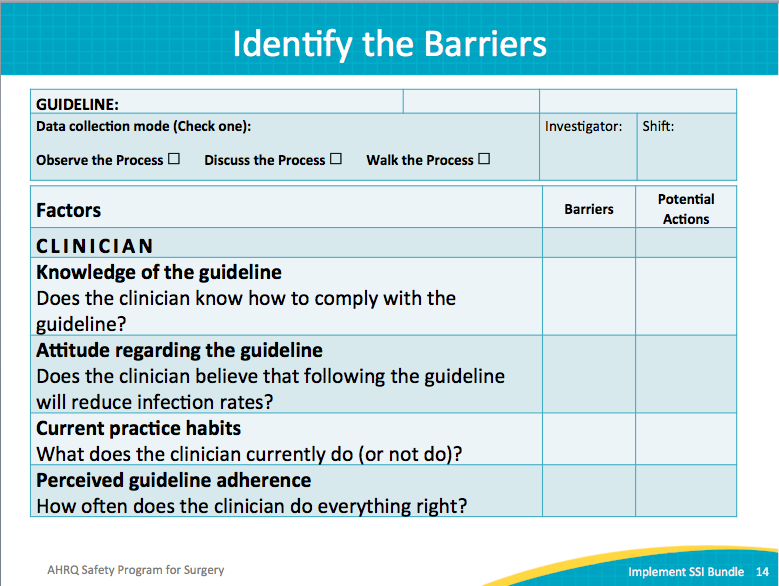 Identify the Barriers
GUIDELINE:
Data collection mode (Check one):
Investigator:
Shift:
Observe the Process ☐ Discuss the Process ☐ Walk the Process ☐
Factors
Barriers
Potential
Actions
CLINICIAN
Knowledge of the guideline
Does the clinician know how to comply with the
guideline?
Attitude regarding the guideline
Does the clinician believe that following the guideline
will reduce infection rates?
Current practice habits
What does the clinician currently do (or not do)?
Perceived guideline adherence
How often does the clinician do everything right?
AHRQ Safety Program for Surgery
Implement SSI Bundle 14